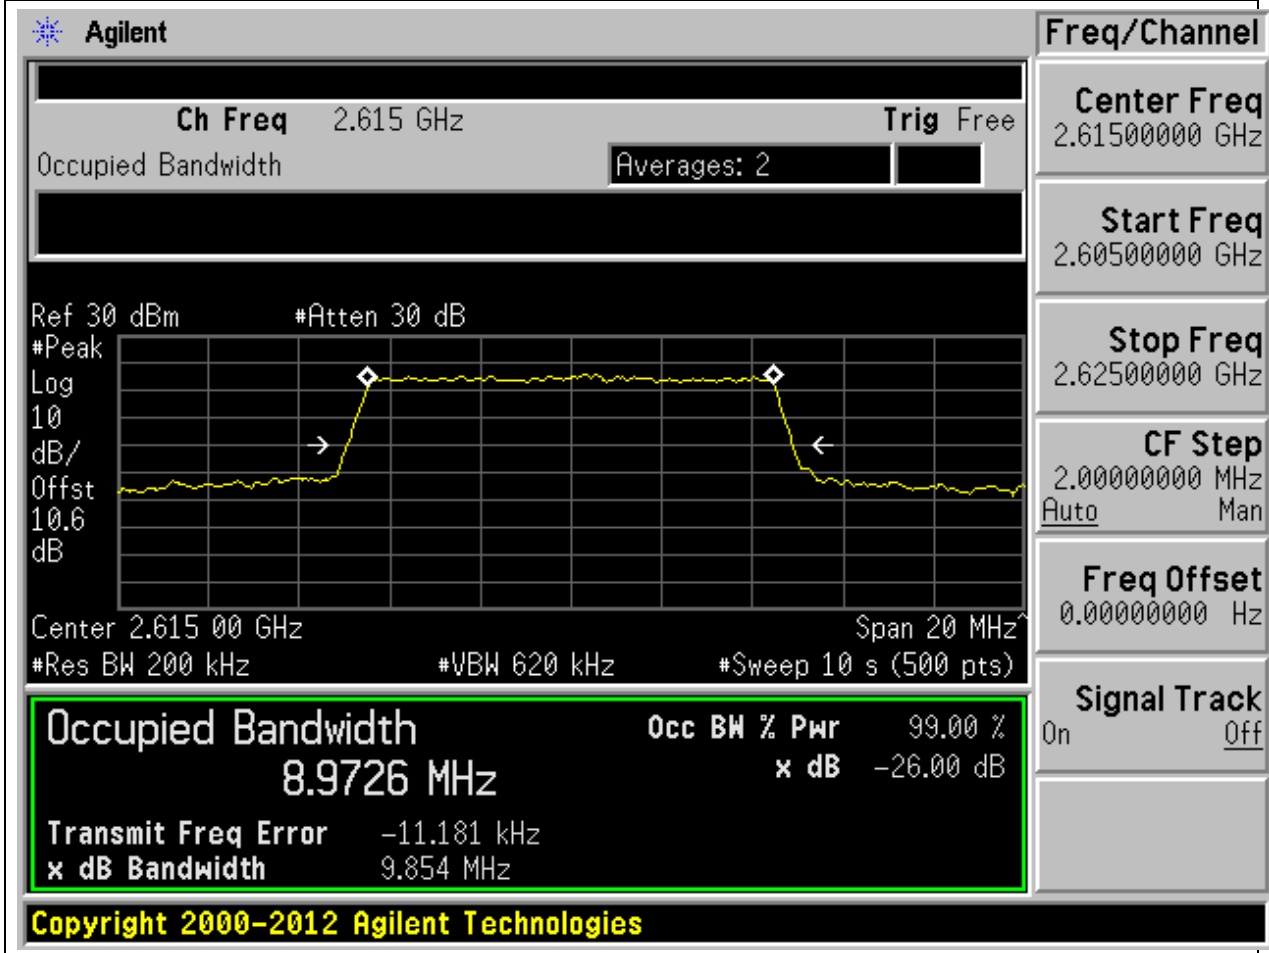 Agilent
Freq/Channel
Ch Freq 2.615 GHz Trig Free
Occupied Bandwidth Averages: 2
Center Freq
2.61500000 GHz
Start Freq
2.60500000 GHz
Stop Freq
2.62500000 GHz
CF Step
2.00000000 MHz
Auto Man
Freq Offset
0.00000000 Hz
Signal Track
On Off
Ref 30 dBm #Atten 30 dB
#Peak
Log
10
dB/
Offst
10.6
dB
Center 2.615 00 GHz Span 20 MHz^
#Res BW 200 kHz #VBW 620 kHz #Sweep 10 s (500 pts)
Occupied Bandwidth Occ BW % Pwr 99.00 %
8.9726 MHz x dB -26.00 dB
Transmit Freq Error -11.181 kHz
x dB Bandwidth 9.854 MHz
Copyright 2000-2012 Agilent Technologies